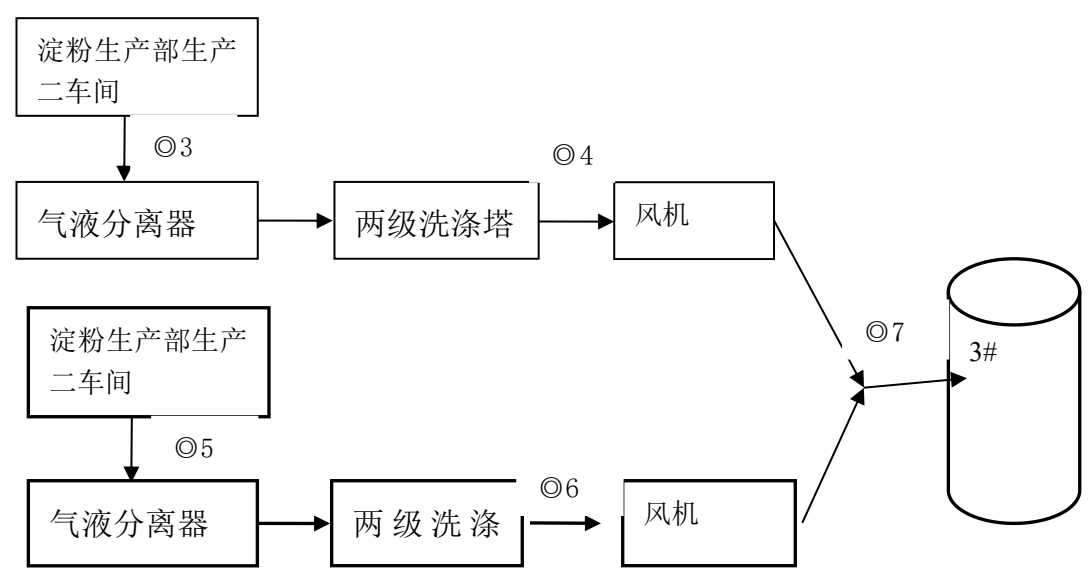 淀粉生产部生产
二车间
◎3
◎4
气液分离器
两级洗涤塔
风机
◎7
3#
淀粉生产部生产
二车间
◎5
◎6
气液分离器
两级洗涤
风机